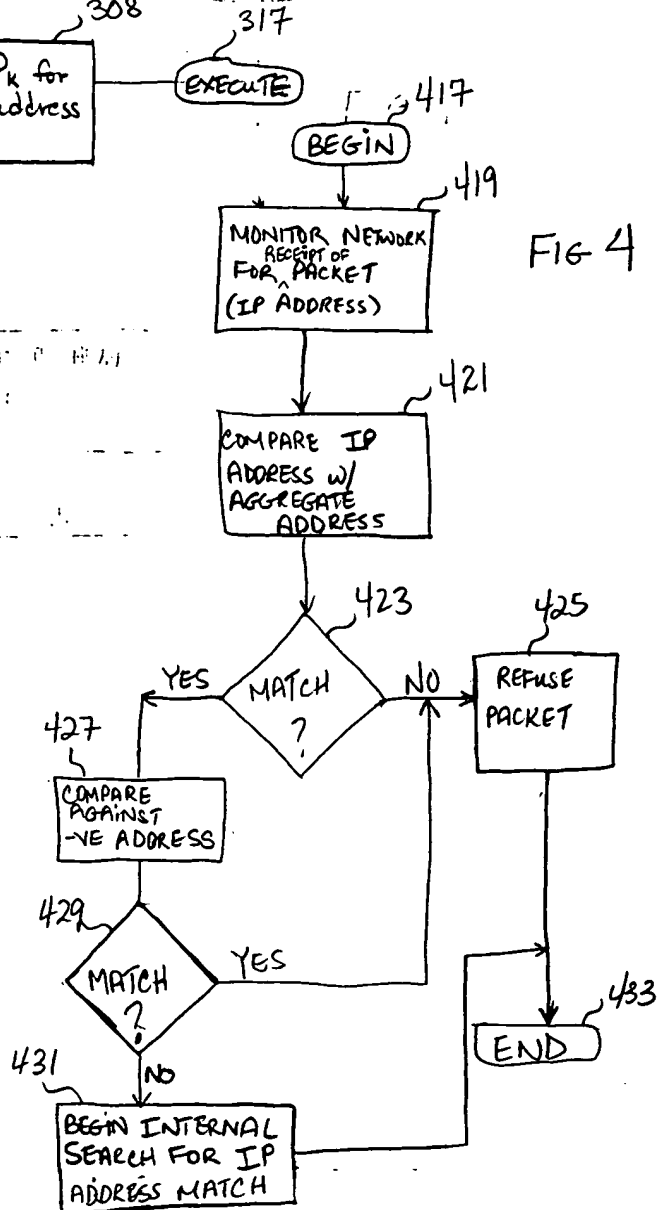 308
317
Pk for
address
EXECUTE
417
BEGIN
419
MONITOR NETWORK
RECEIPT OF
FOR ^ PACKET
(IP ADDRESS)
FIG 4
421
COMPARE IP
ADDRESS W/
AGGREGATE
ADDRESS
423
425
YES
MATCH
?
NO
REFUSE
PACKET
427
COMPARE
AGAINST
-VE ADDRESS
429
MATCH
?
YES
433
END
431
NO
BEGIN INTERNAL
SEARCH FOR IP
ADDRESS MATCH